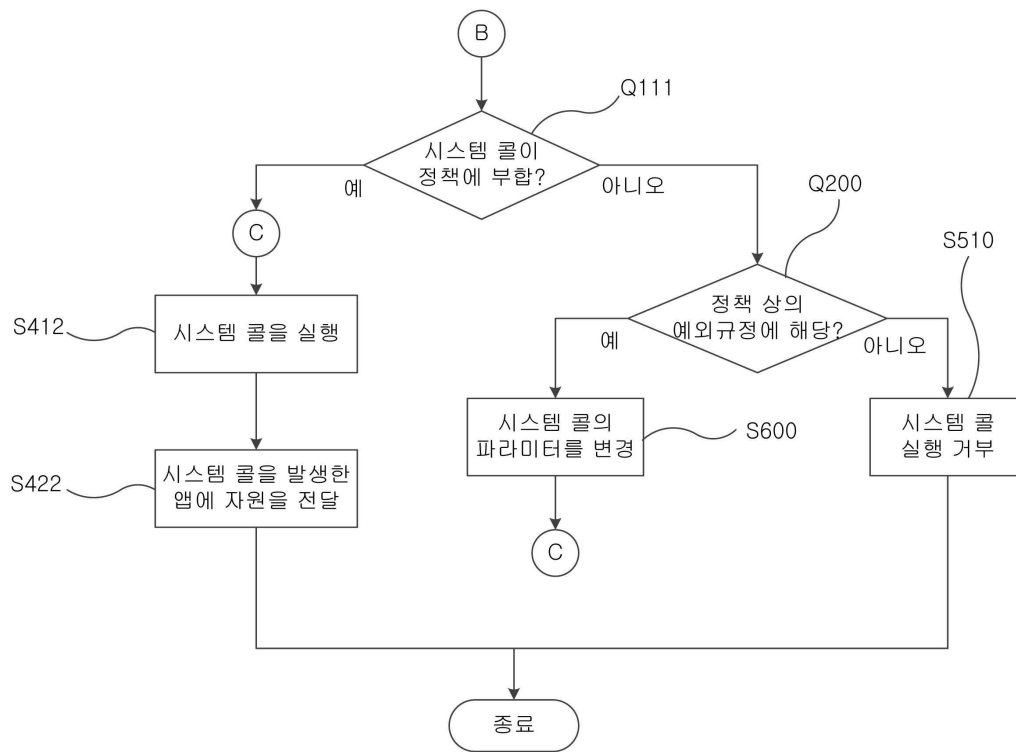 B
Q111
시스템 콜이
정책에 부합?
예
아니오
Q200
C
S510
정책 상의
예외규정에 해당?
S412
시스템 콜을 실행
예
아니오
시스템 콜의
파라미터를 변경
S600
시스템 콜
실행 거부
S422
시스템 콜을 발생한
앱에 자원을 전달
C
종료